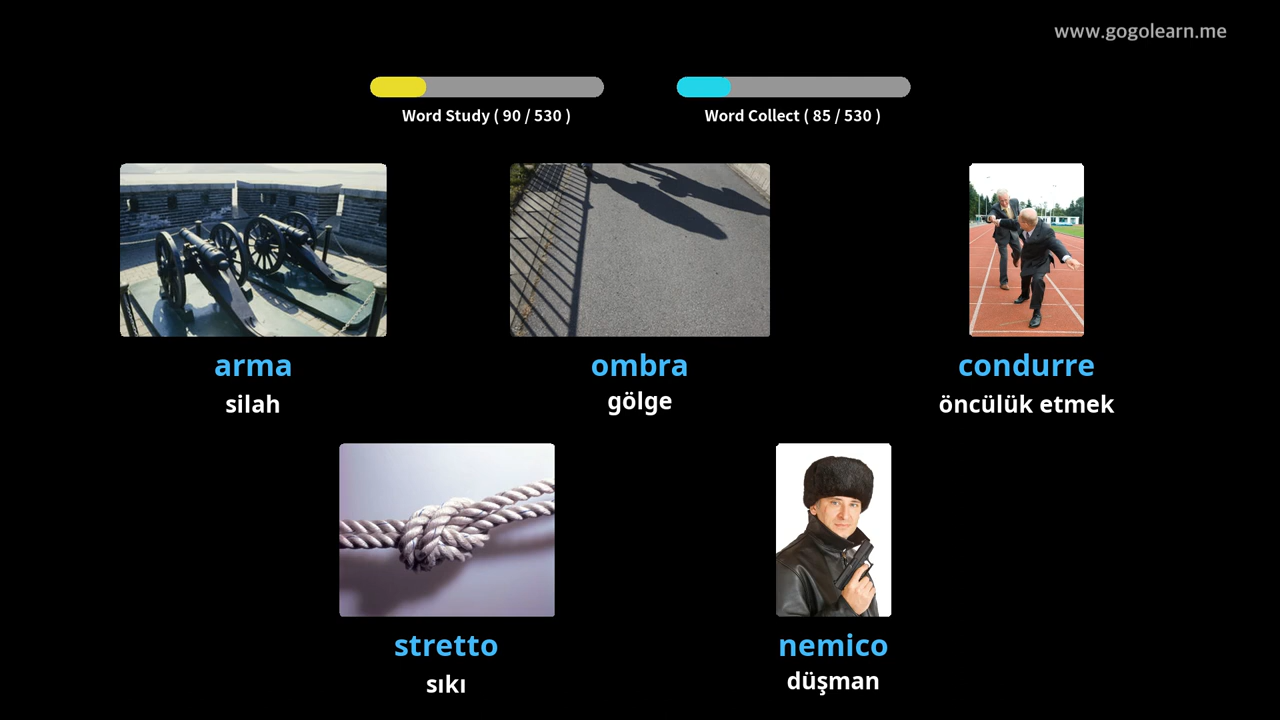 www.gogolearn.me
Word Study ( 90 / 530 )
Word Collect ( 85 / 530 )
arma
silah
ombra
gölge
condurre
öncülük etmek
stretto
sıkı
nemico
düşman